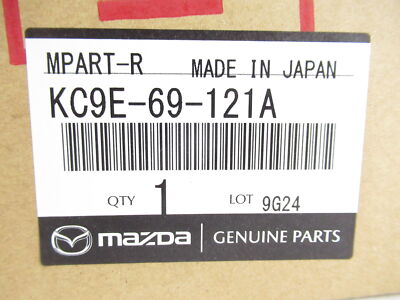 MPART-R MADE IN JAPAN
KC9E-69-121A
QTY 1 LOT 9G24
mazda GENUINE PARTS